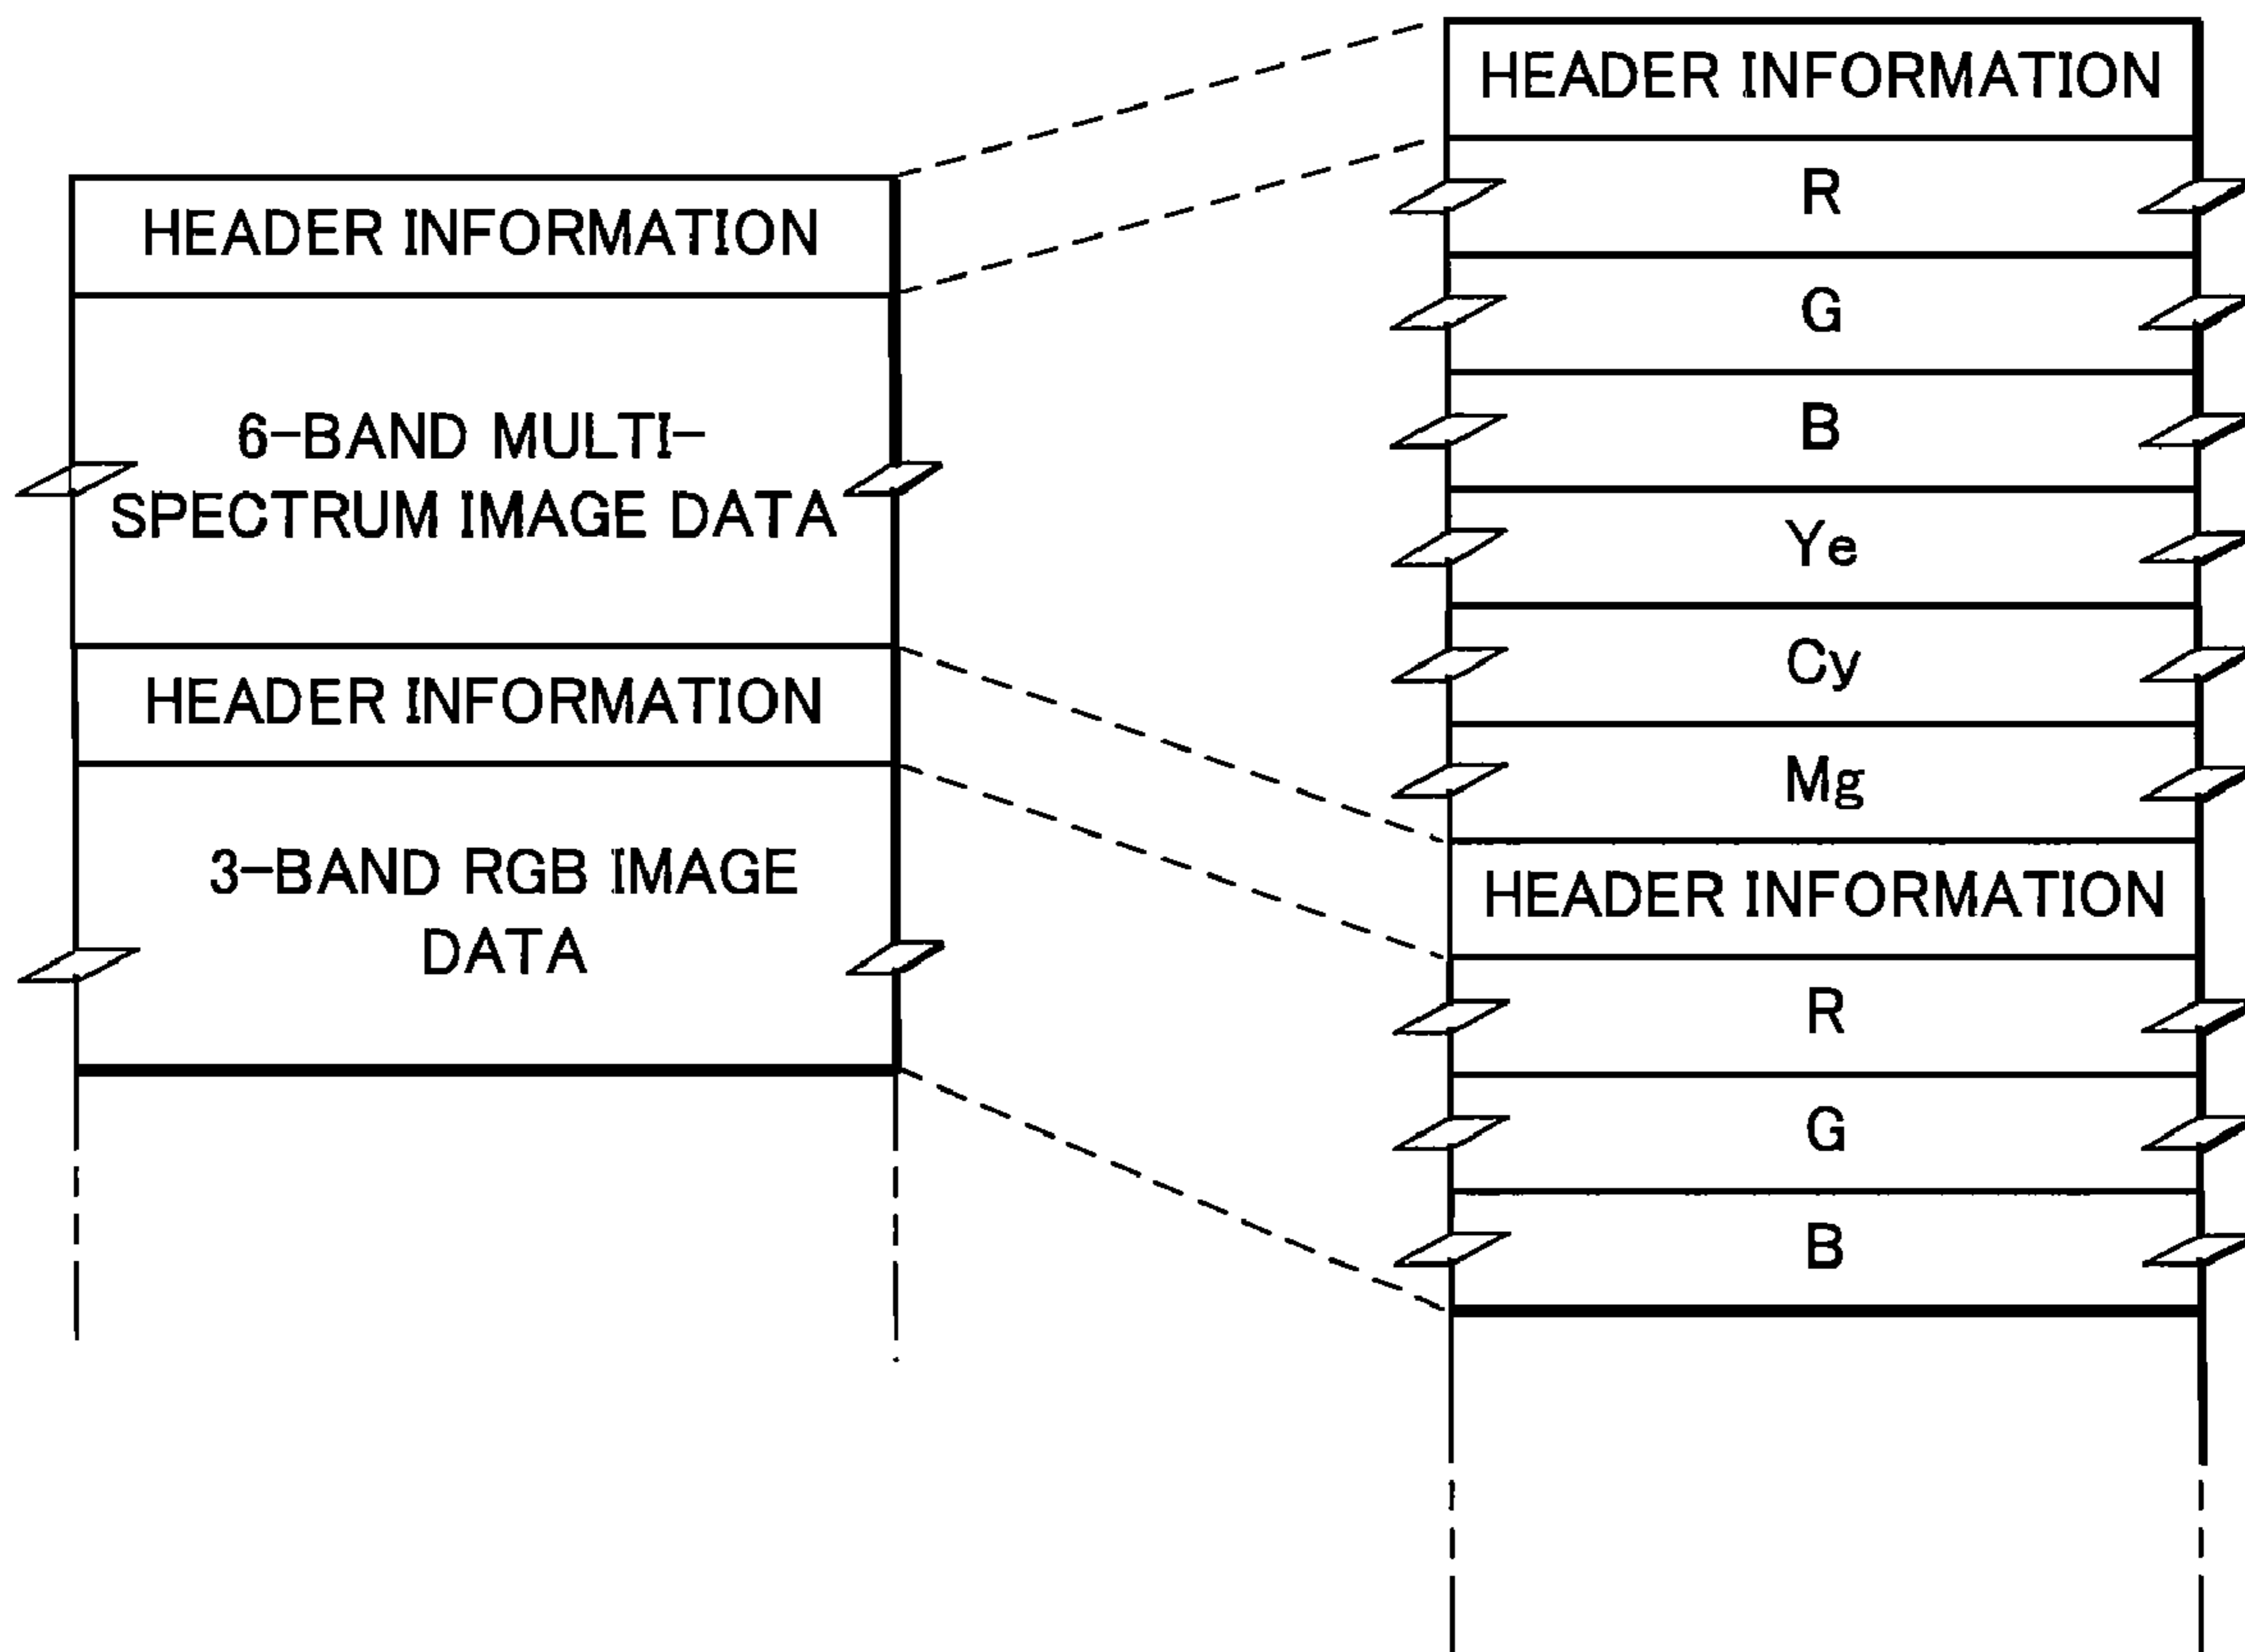 HEADER INFORMATION
6-BAND MULTI-
SPECTRUM IMAGE DATA
HEADER INFORMATION
3-BAND RGB IMAGE
DATA
HEADER INFORMATION
R
G
B
Ye
Cy
Mg
HEADER INFORMATION
R
G
B